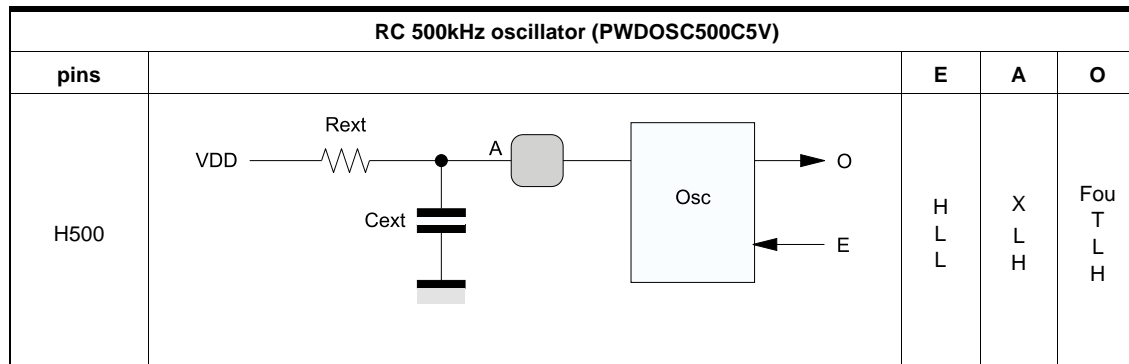 RC 500kHz oscillator (PWDOSC500C5V)
pins E A O
H500
Rext
VDD
A
Cext
Osc
O
E
H
L
L
X
L
H
Fou
T
L
H